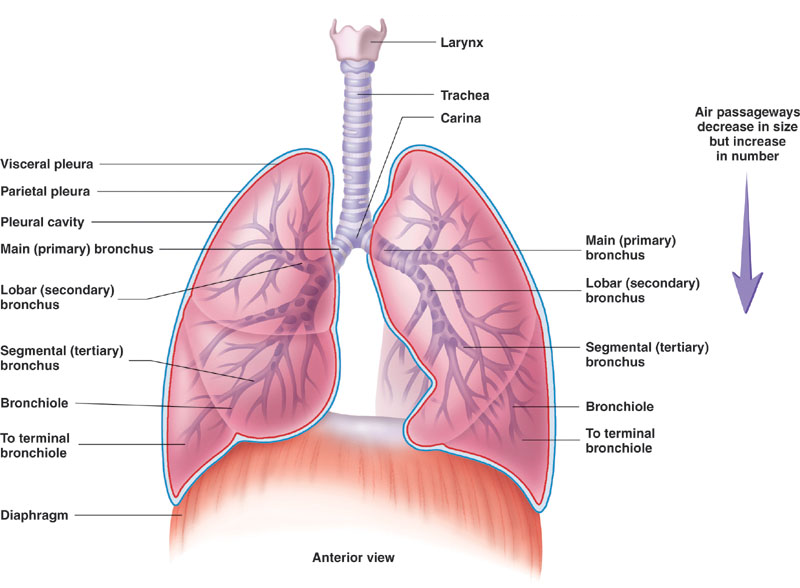 Larynx
Trachea
Carina
Air passageways
decrease in size
but increase
in number
Visceral pleura
Parietal pleura
Pleural cavity
Main (primary) bronchus
Lobar (secondary)
bronchus
Segmental (tertiary)
bronchus
Bronchiole
To terminal
bronchiole
Diaphragm
Main (primary)
bronchus
Lobar (secondary)
bronchus
Segmental (tertiary)
bronchus
Bronchiole
To terminal
bronchiole
Anterior view